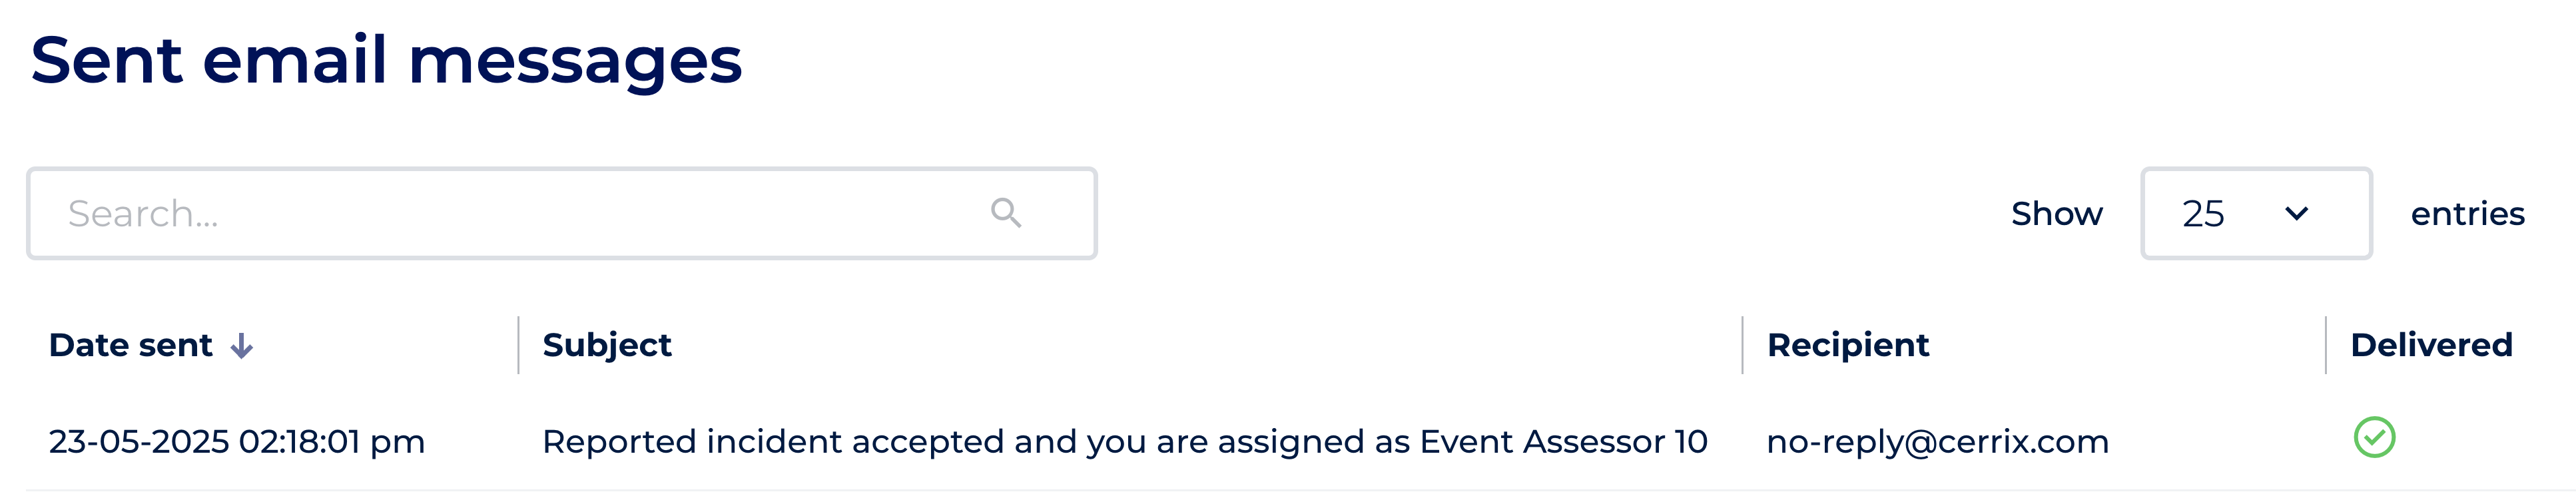 Sent email messages
Search...
Show 25 entries
Date sent Subject Recipient Delivered
23-05-2025 02:18:01 pm Reported incident accepted and you are assigned as Event Assessor 10 no-reply@cerrix.com